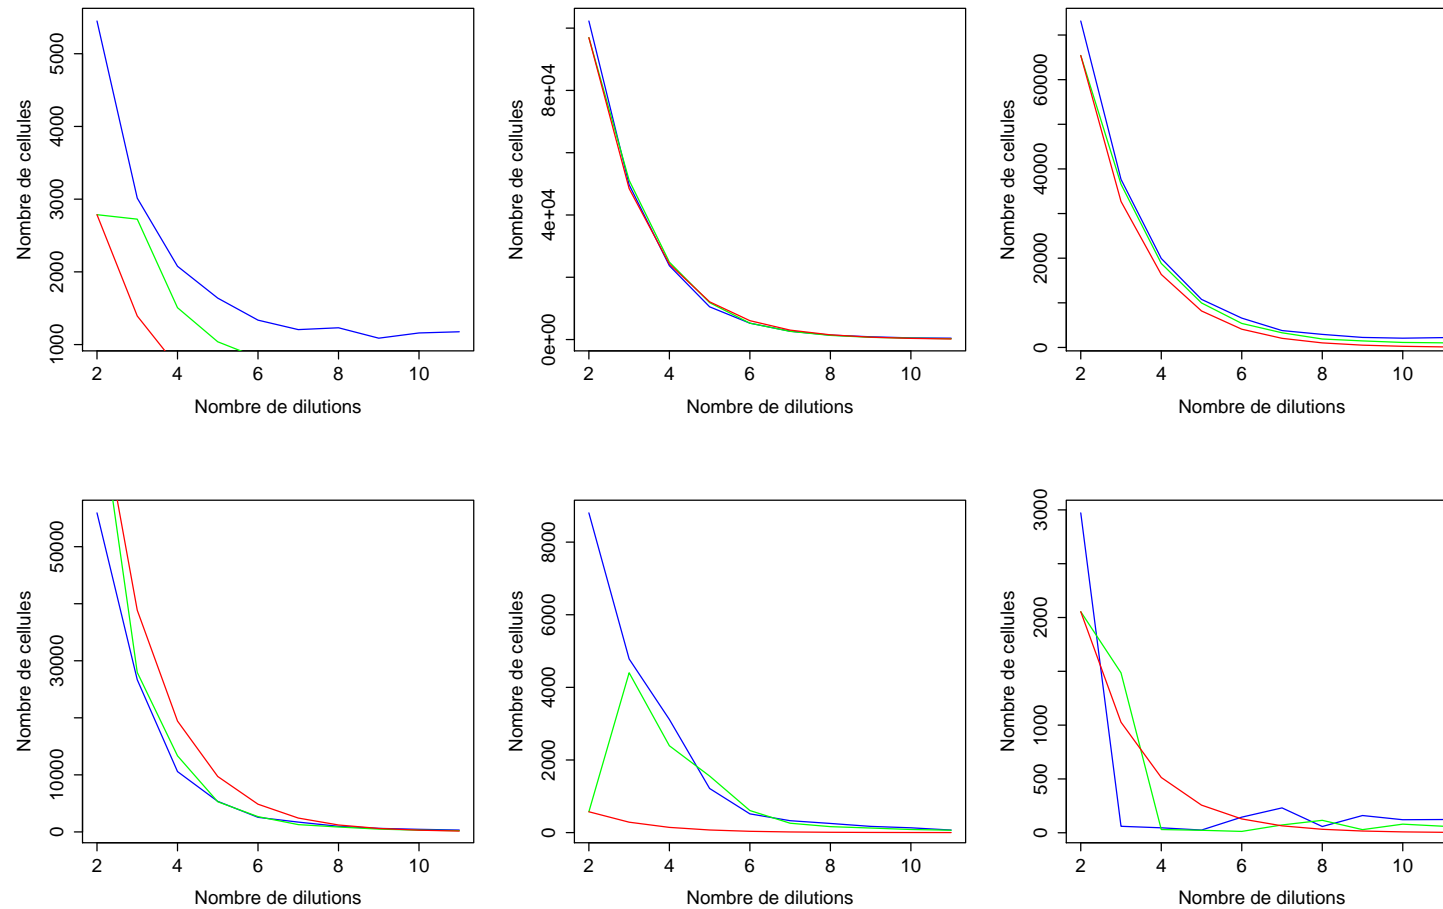 Nombre de cellules
1000 2000 3000 4000 5000
2 4 6 8 10
Nombre de dilutions
Nombre de cellules
0e+00 4e+04 8e+04
2 4 6 8 10
Nombre de dilutions
Nombre de cellules
0 20000 40000 60000
2 4 6 8 10
Nombre de dilutions
Nombre de cellules
0 10000 30000 50000
2 4 6 8 10
Nombre de dilutions
Nombre de cellules
0 2000 4000 6000 8000
2 4 6 8 10
Nombre de dilutions
Nombre de cellules
0 500 1000 2000 3000
2 4 6 8 10
Nombre de dilutions